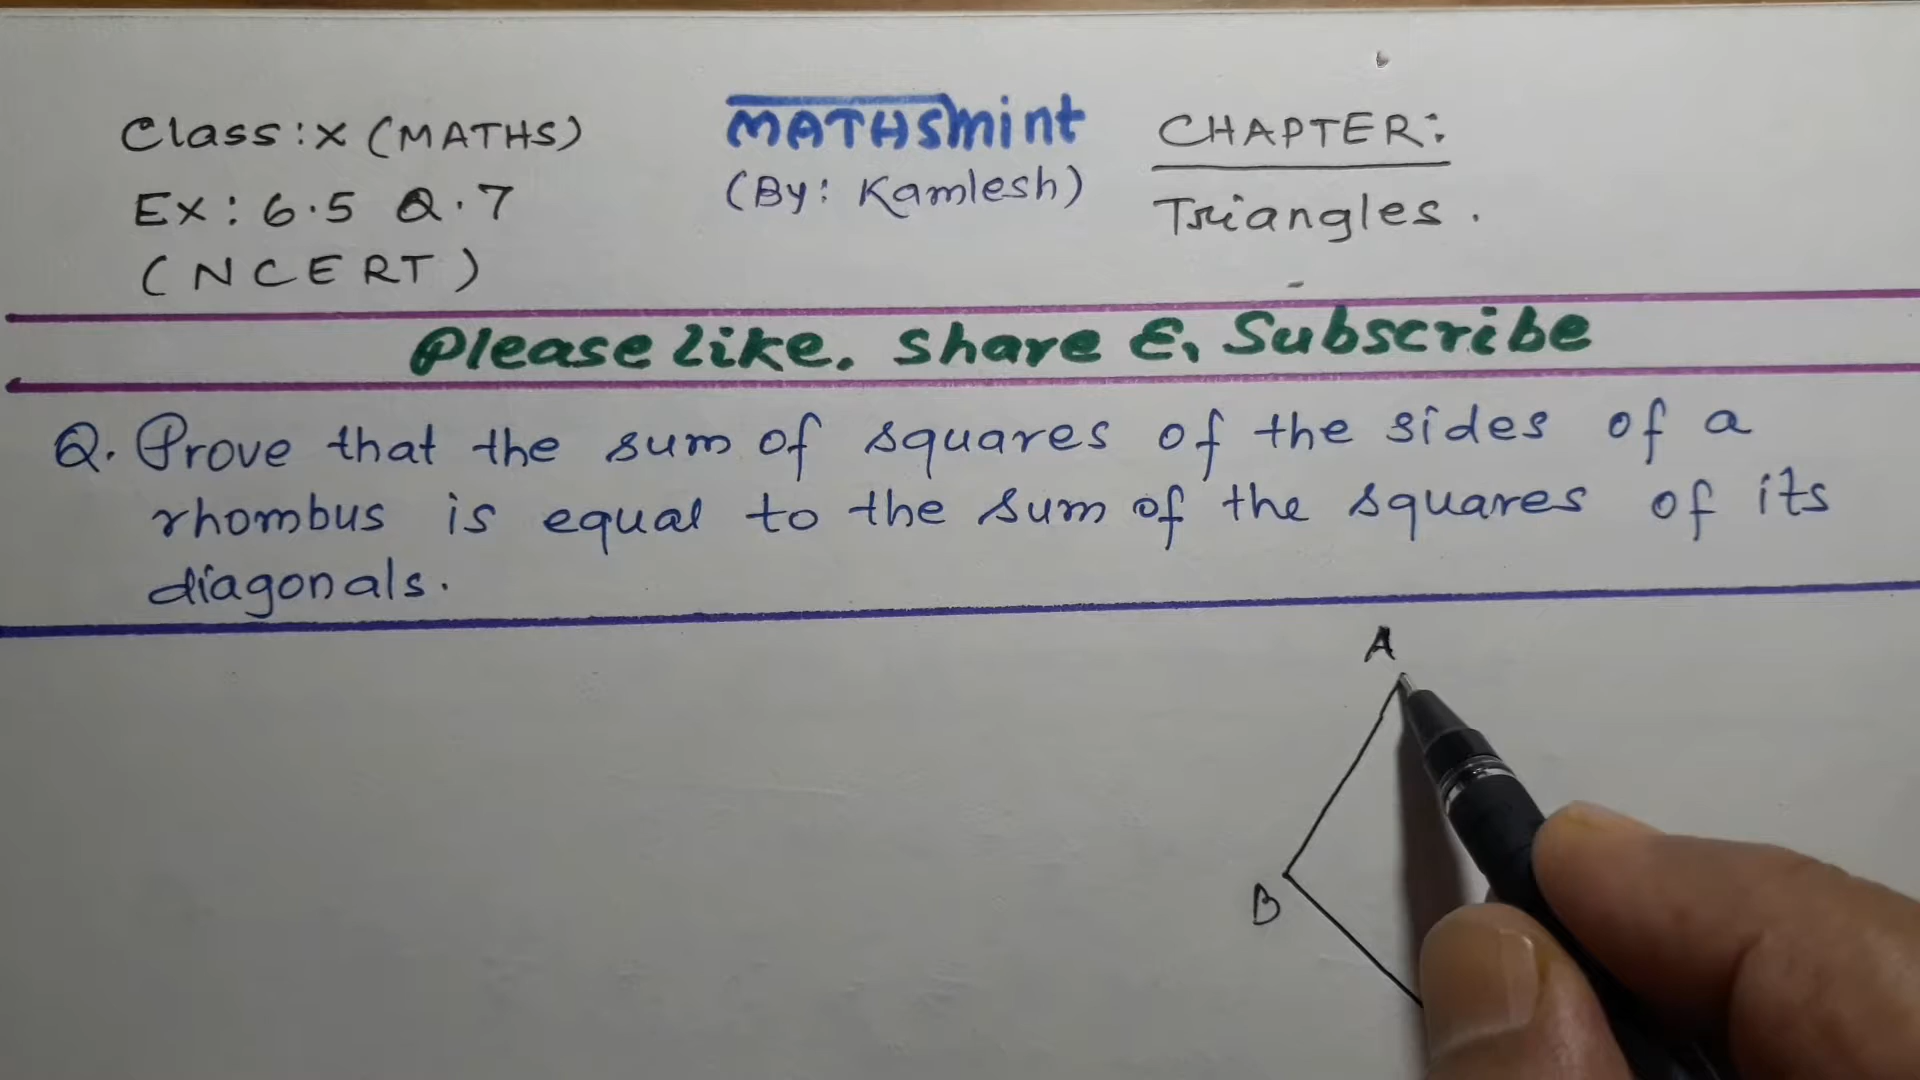 Class: X (MATHS)
Ex: 6.5 Q.7
(NCERT)
MATHSmint
(By: Kamlesh)
CHAPTER:
Triangles.
Please Like. Share & Subscribe
Q. Prove that the sum of squares of the sides of a
rhombus is equal to the sum of the squares of its
diagonals.
A
B